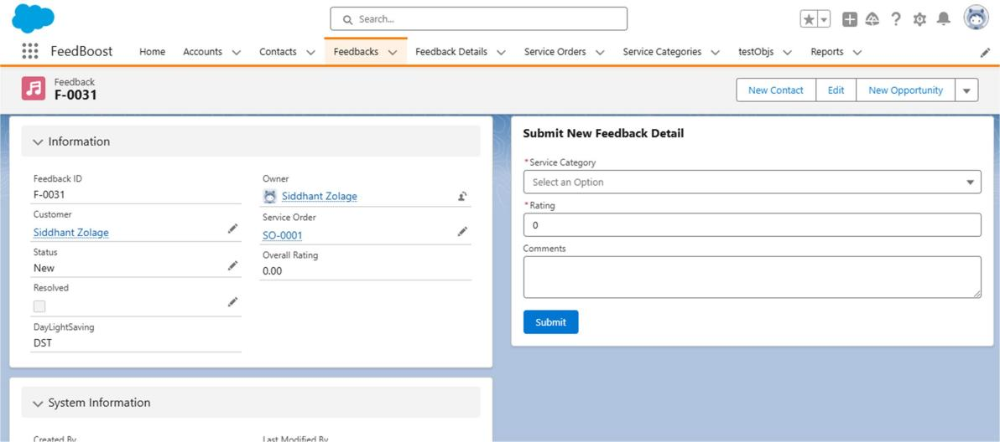 Search...
FeedBoost
Home
Accounts
Contacts
Feedbacks
Feedback Details
Service Orders
Service Categories
testObjs
Reports
Feedback
F-0031
New Contact
Edit
New Opportunity
Information
Feedback ID
F-0031
Owner
Siddhant Zolage
Customer
Siddhant Zolage
Service Order
SO-0001
Status
New
Overall Rating
0.00
Resolved
DayLightSaving
DST
Submit New Feedback Detail
*Service Category
Select an Option
*Rating
0
Comments
Submit
System Information
Created By
Last Modified By